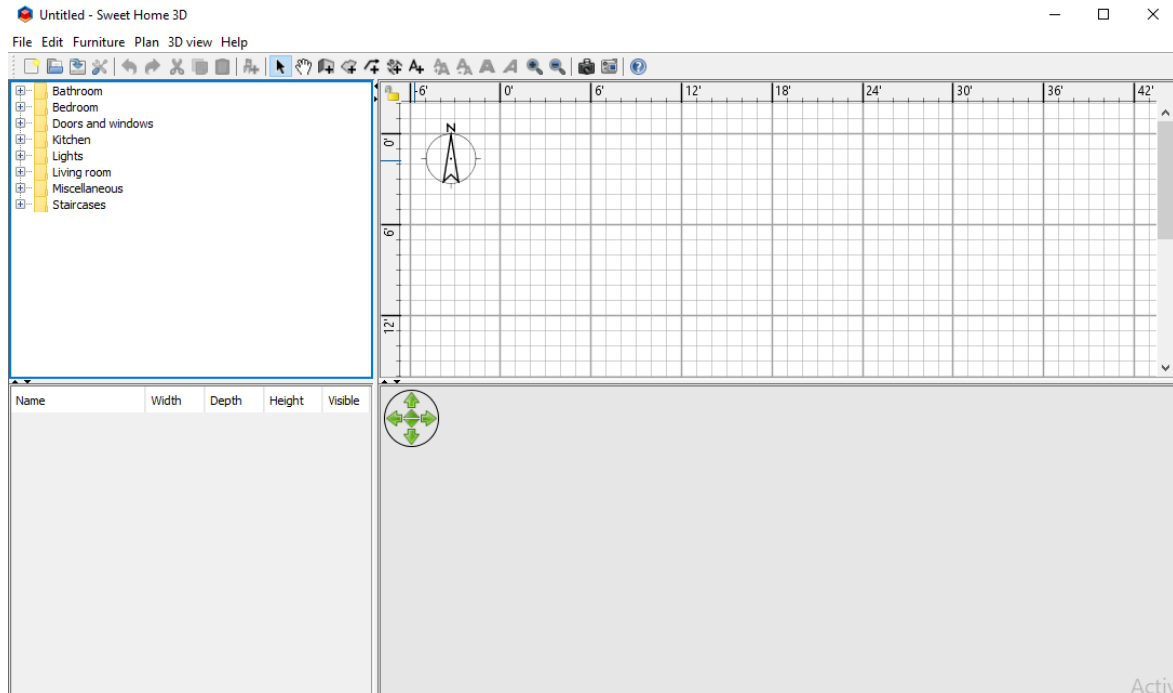 Untitled - Sweet Home 3D
File Edit Furniture Plan 3D view Help
Bathroom
Bedroom
Doors and windows
Kitchen
Lights
Living room
Miscellaneous
Staircases
-6' 0' 6' 12' 18' 24' 30' 36' 42'
N
0'
6'
12'
Name Width Depth Height Visible
Activ